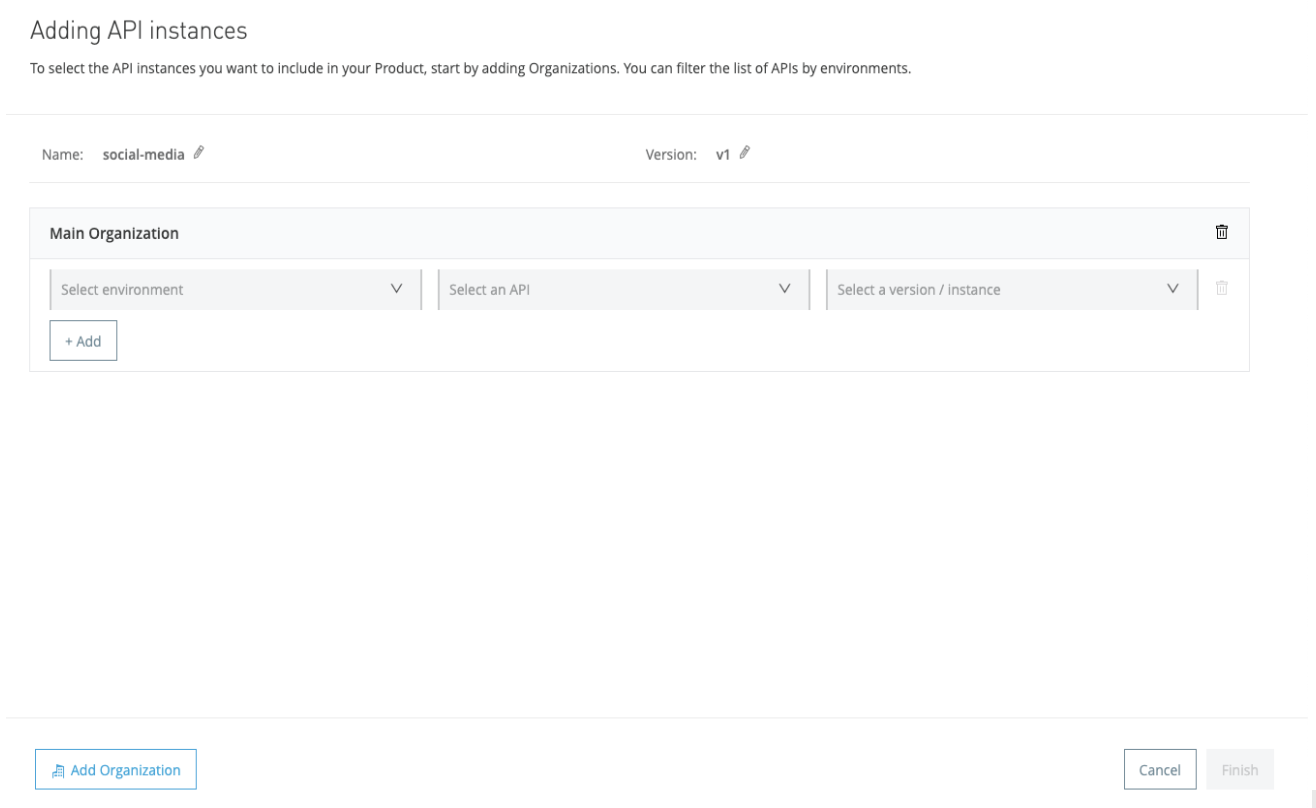 Adding API instances
To select the API instances you want to include in your Product, start by adding Organizations. You can filter the list of APIs by environments.
Name: social-media Version: v1
Main Organization
Select environment Select an API Select a version / instance
+ Add
Add Organization Cancel Finish